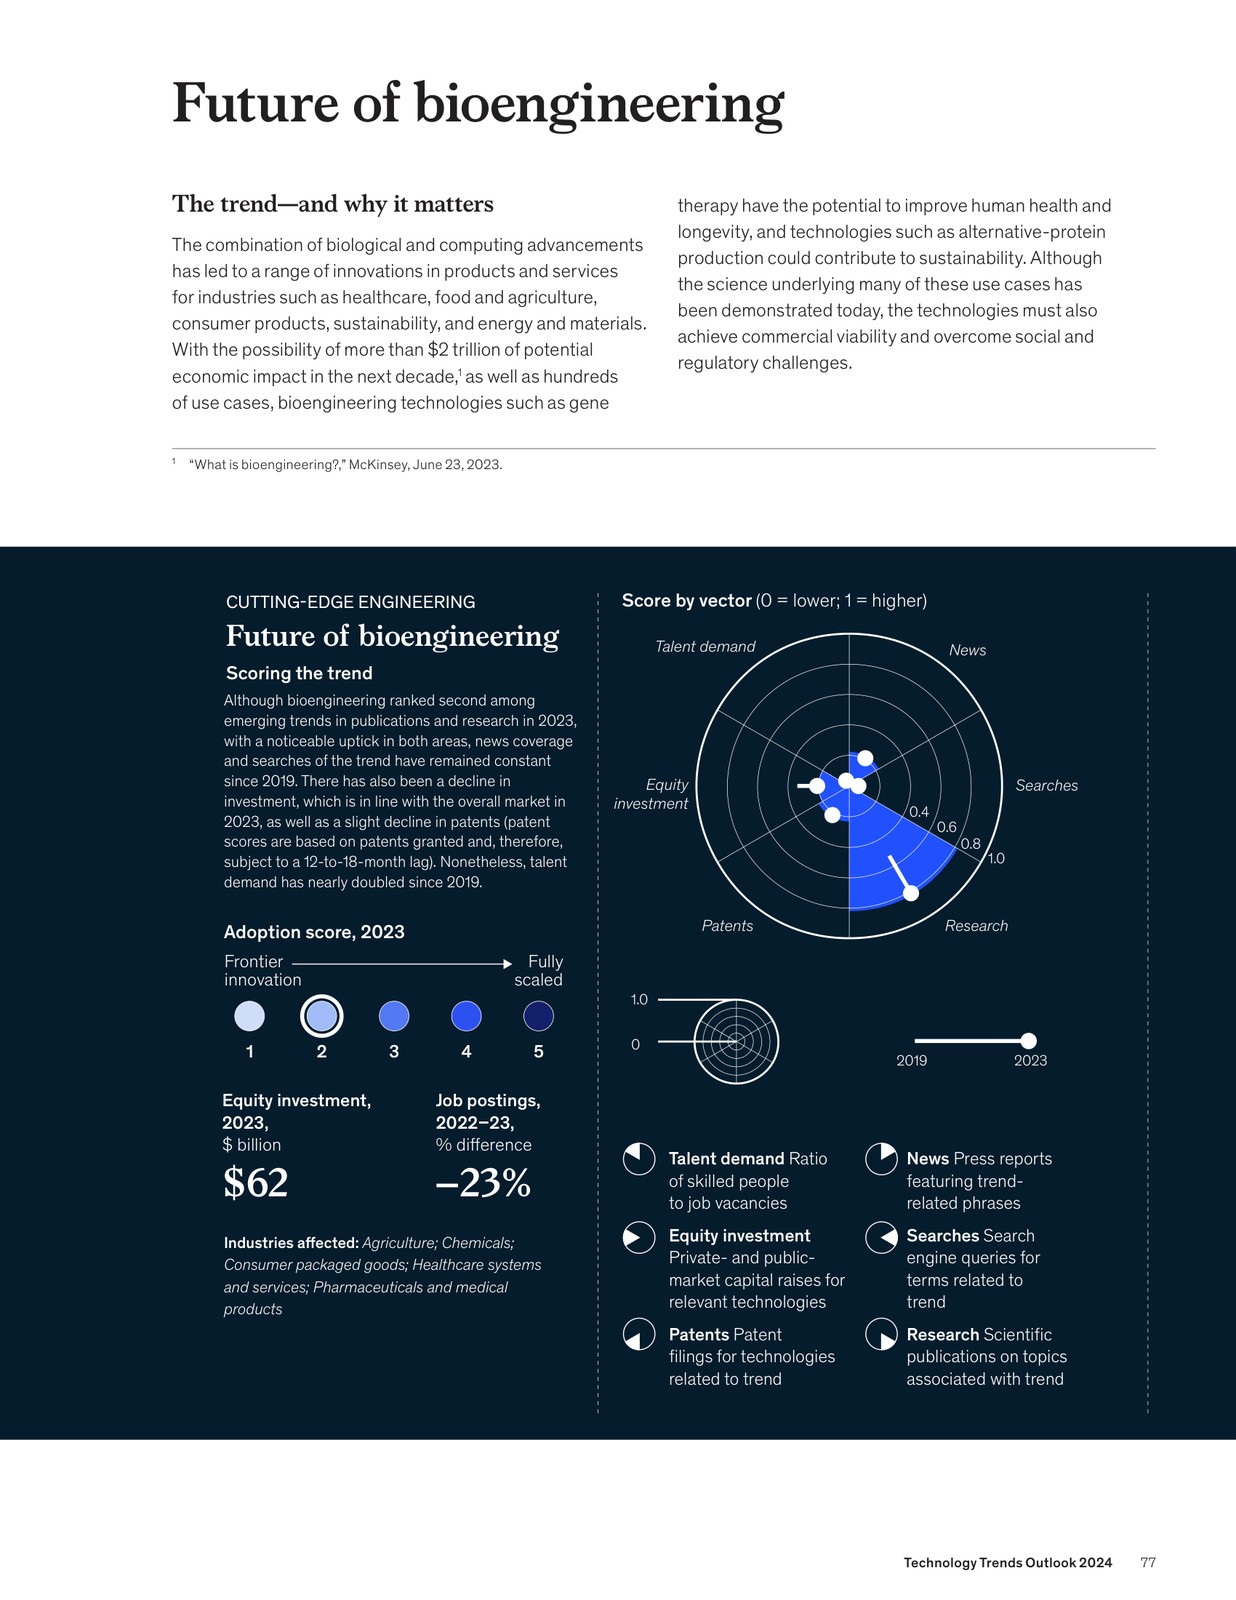 Future of bioengineering
The trend—and why it matters
The combination of biological and computing advancements
has led to a range of innovations in products and services
for industries such as healthcare, food and agriculture,
consumer products, sustainability, and energy and materials.
With the possibility of more than $2 trillion of potential
economic impact in the next decade,¹ as well as hundreds
of use cases, bioengineering technologies such as gene
therapy have the potential to improve human health and
longevity, and technologies such as alternative-protein
production could contribute to sustainability. Although
the science underlying many of these use cases has
been demonstrated today, the technologies must also
achieve commercial viability and overcome social and
regulatory challenges.
¹ “What is bioengineering?,” McKinsey, June 23, 2023.
CUTTING-EDGE ENGINEERING
Future of bioengineering
Scoring the trend
Although bioengineering ranked second among
emerging trends in publications and research in 2023,
with a noticeable uptick in both areas, news coverage
and searches of the trend have remained constant
since 2019. There has also been a decline in
investment, which is in line with the overall market in
2023, as well as a slight decline in patents (patent
scores are based on patents granted and, therefore,
subject to a 12-to-18-month lag). Nonetheless, talent
demand has nearly doubled since 2019.
Adoption score, 2023
Frontier
innovation
Fully
scaled
1 2 3 4 5
Equity investment,
2023,
$ billion
$62
Job postings,
2022–23,
% difference
–23%
Industries affected: Agriculture; Chemicals;
Consumer packaged goods; Healthcare systems
and services; Pharmaceuticals and medical
products
Score by vector (0 = lower; 1 = higher)
Talent demand
News
Equity
investment
Searches
0.4
0.6
0.8
1.0
Patents
Research
1.0
0
2019
2023
Talent demand Ratio
of skilled people
to job vacancies
News Press reports
featuring trend-
related phrases
Equity investment
Private- and public-
market capital raises for
relevant technologies
Searches Search
engine queries for
terms related to
trend
Patents Patent
filings for technologies
related to trend
Research Scientific
publications on topics
associated with trend
Technology Trends Outlook 2024 77